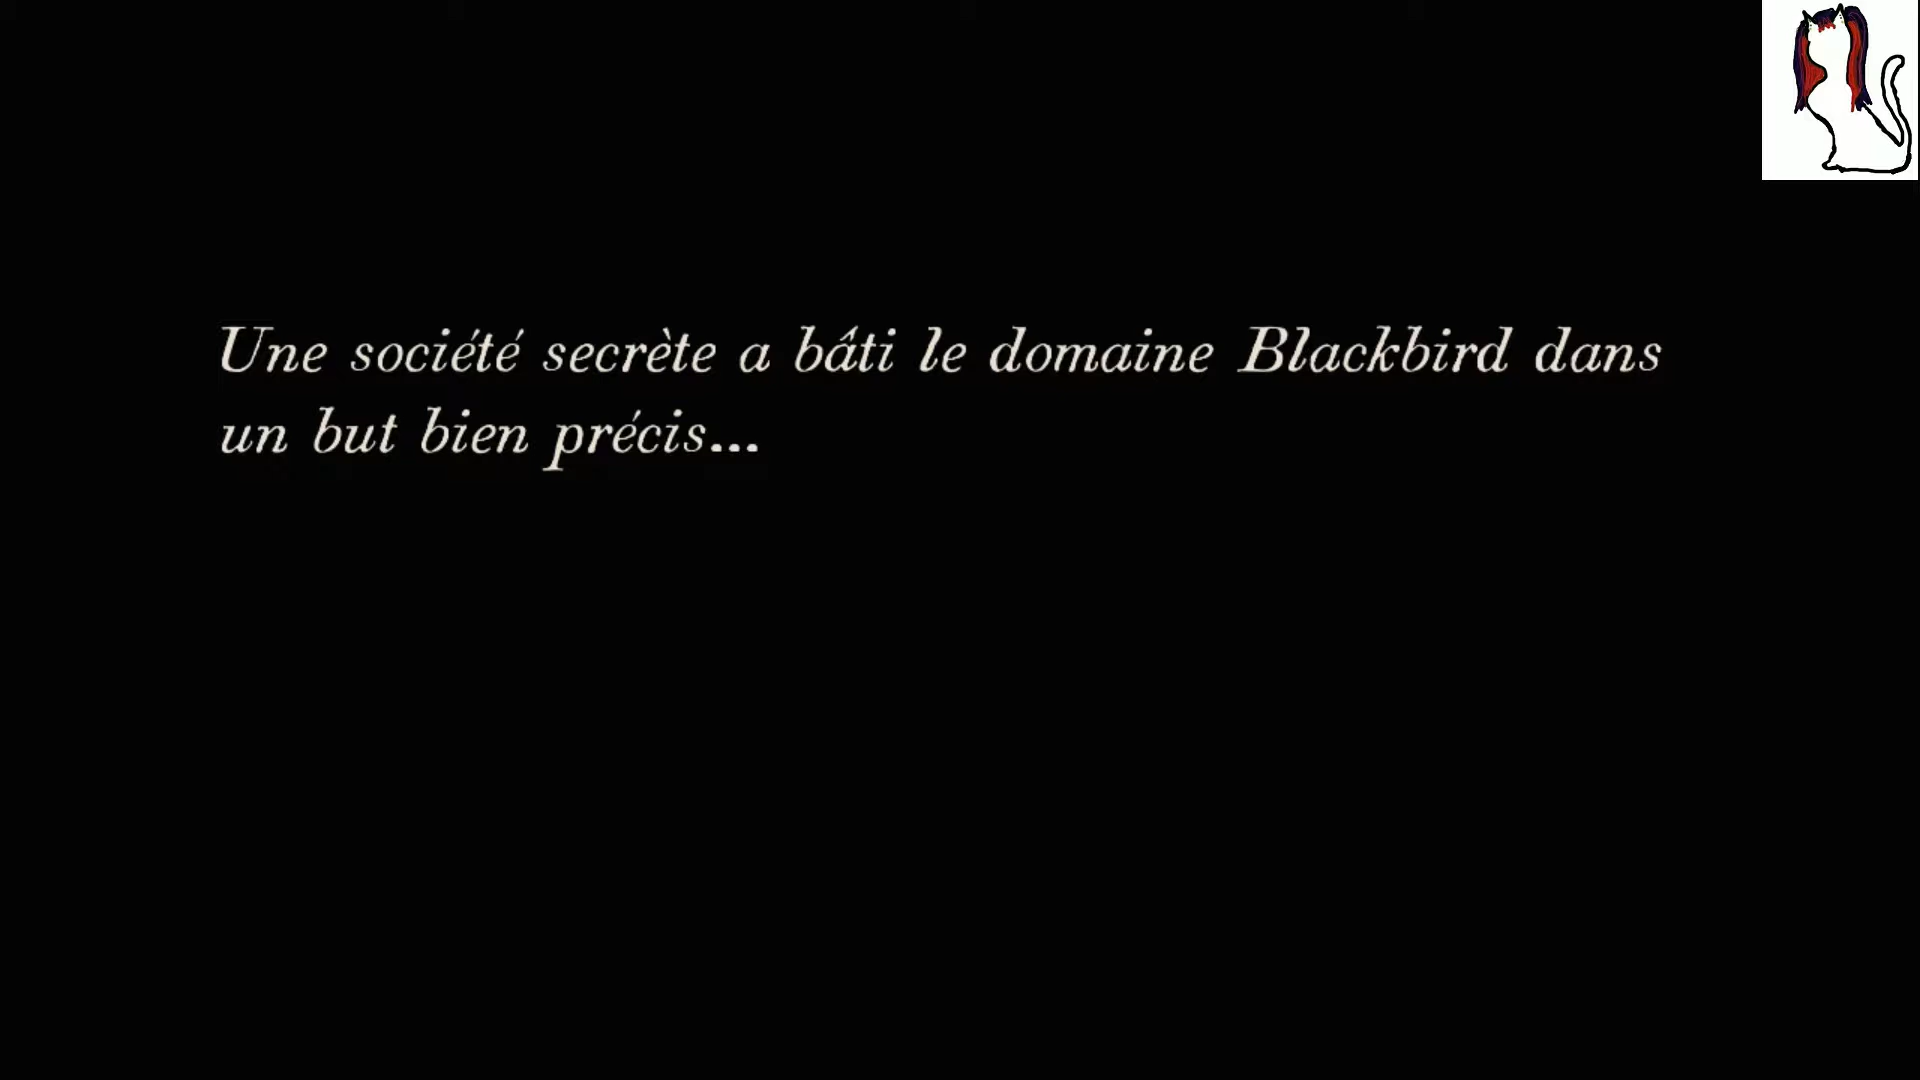 Une société secrète a bâti le domaine Blackbird dans
un but bien précis...